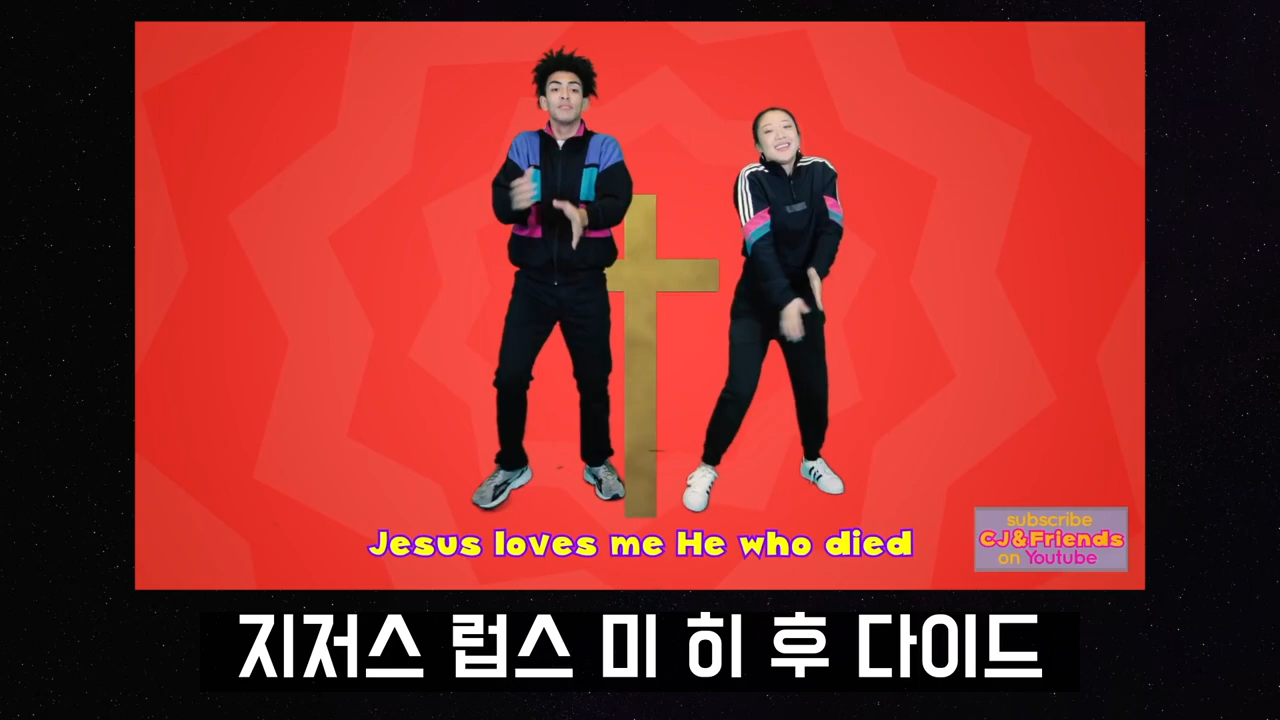 Jesus loves me He who died
subscribe
CJ&Friends
on Youtube
지저스 럽스 미 히 후 다이드